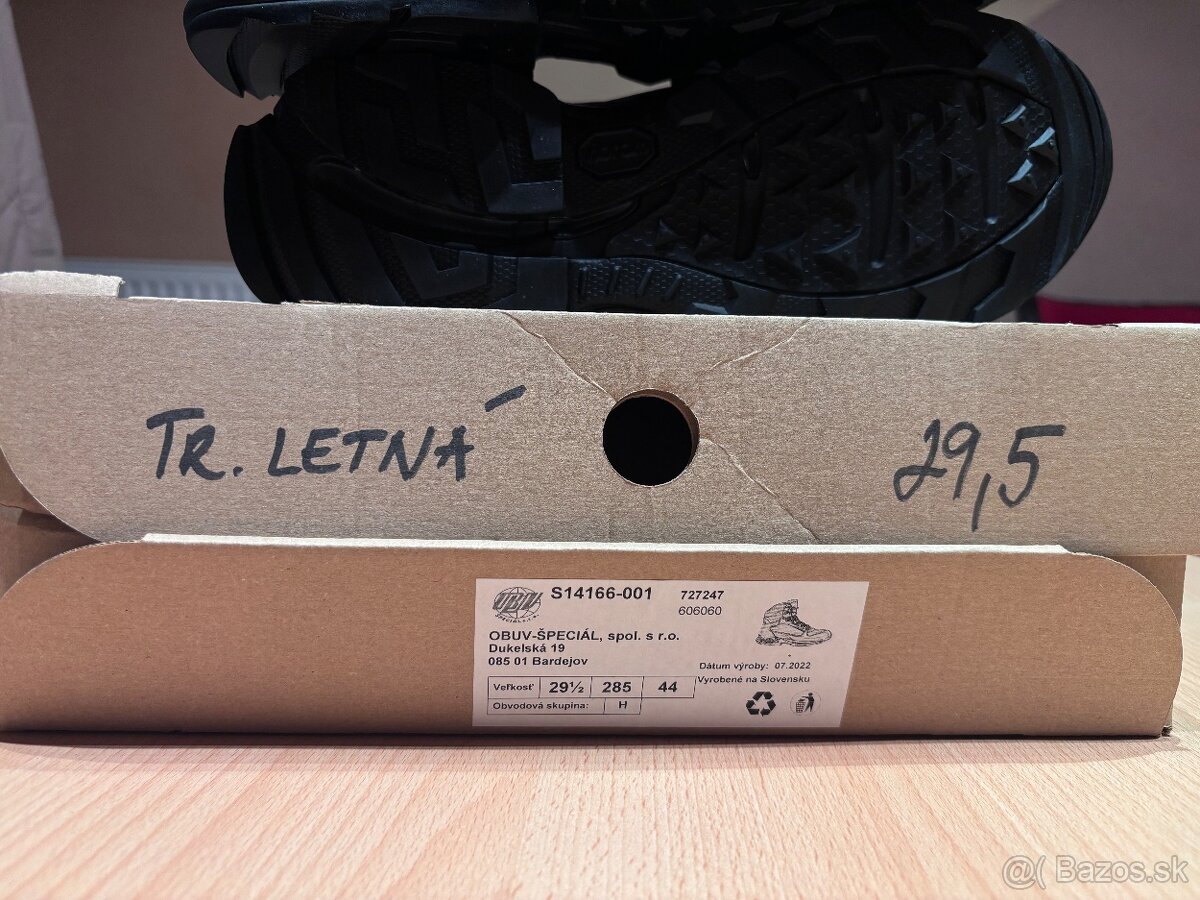 TR. LETNÁ
29,5
S14166-001 727247
606060
OBUV-ŠPECIÁL, spol. s r.o.
Dukelská 19
085 01 Bardejov
Dátum výroby: 07.2022
Vyrobené na Slovensku
Veľkosť 29½ 285 44
Obvodová skupina: H
@( Bazos.sk